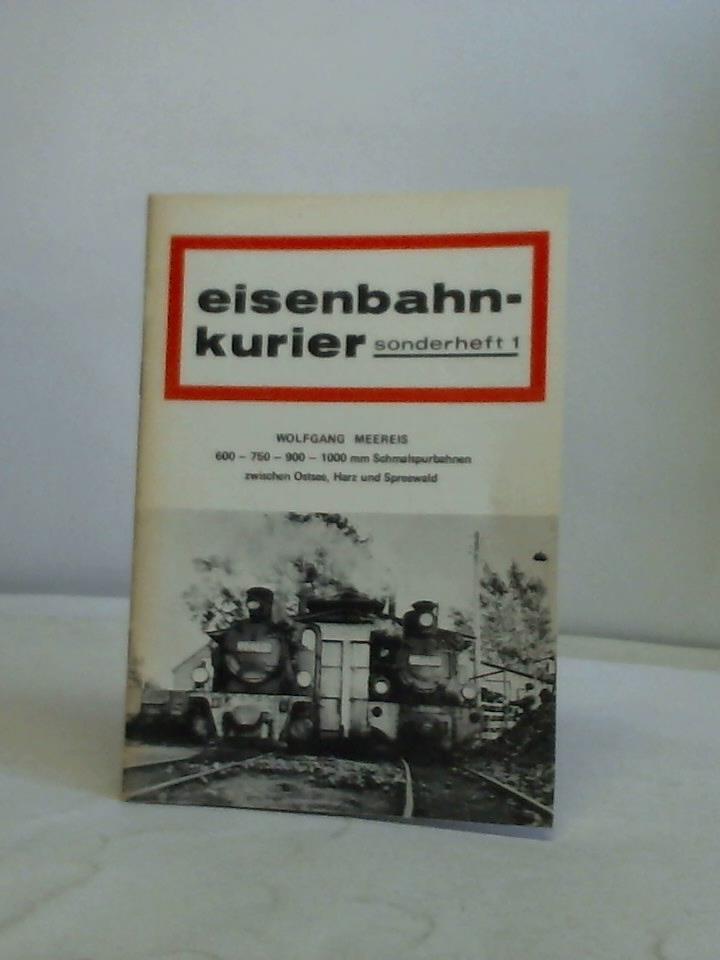 eisenbahn-
kurier sonderheft 1
WOLFGANG MEEREIS
600 – 750 – 900 – 1000 mm Schmalspurbahnen
zwischen Ostsee, Harz und Spreewald